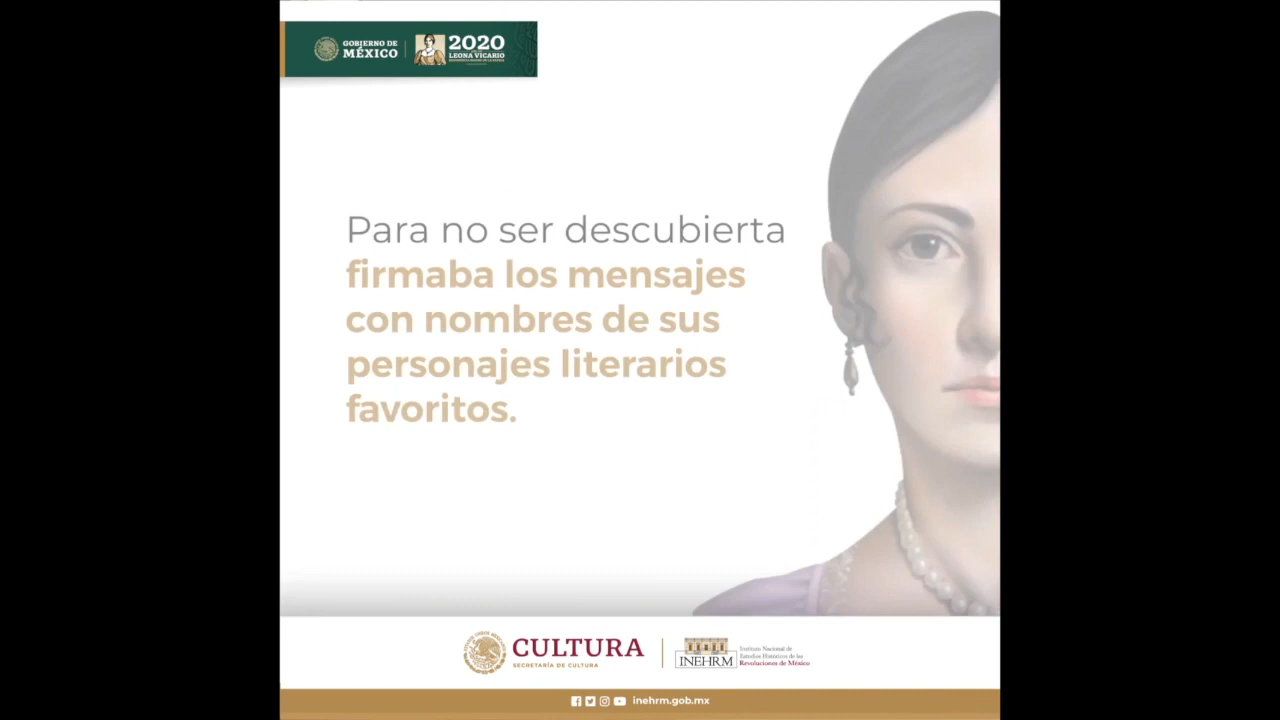 GOBIERNO DE
MÉXICO
2020
LEONA VICARIO
Para no ser descubierta
firmaba los mensajes
con nombres de sus
personajes literarios
favoritos.
CULTURA
SECRETARÍA DE CULTURA
INEHRM
Instituto Nacional de
Estudios Históricos de las
Revoluciones de México
inehrm.gob.mx